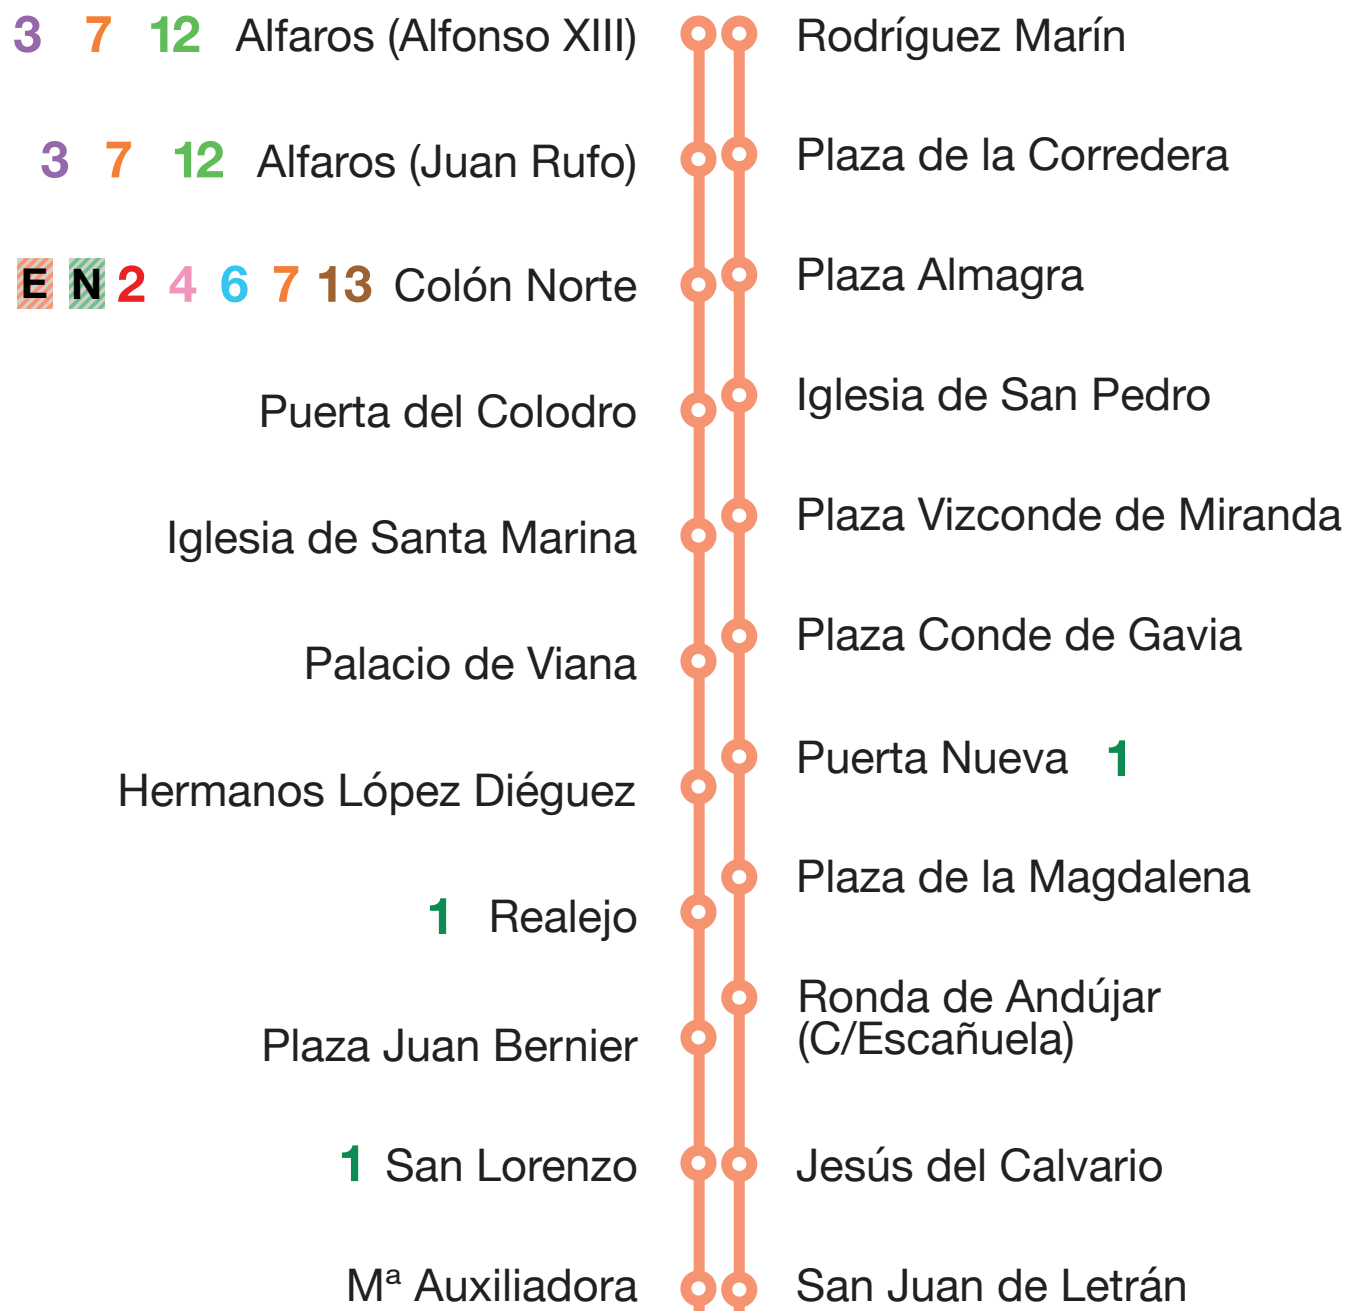 3 7 12 Alfaros (Alfonso XIII)
3 7 12 Alfaros (Juan Rufo)
E N 2 4 6 7 13 Colón Norte
Puerta del Colodro
Iglesia de Santa Marina
Palacio de Viana
Hermanos López Diéguez
1 Realejo
Plaza Juan Bernier
1 San Lorenzo
Mª Auxiliadora
Rodríguez Marín
Plaza de la Corredera
Plaza Almagra
Iglesia de San Pedro
Plaza Vizconde de Miranda
Plaza Conde de Gavia
Puerta Nueva 1
Plaza de la Magdalena
Ronda de Andújar
(C/Escañuela)
Jesús del Calvario
San Juan de Letrán